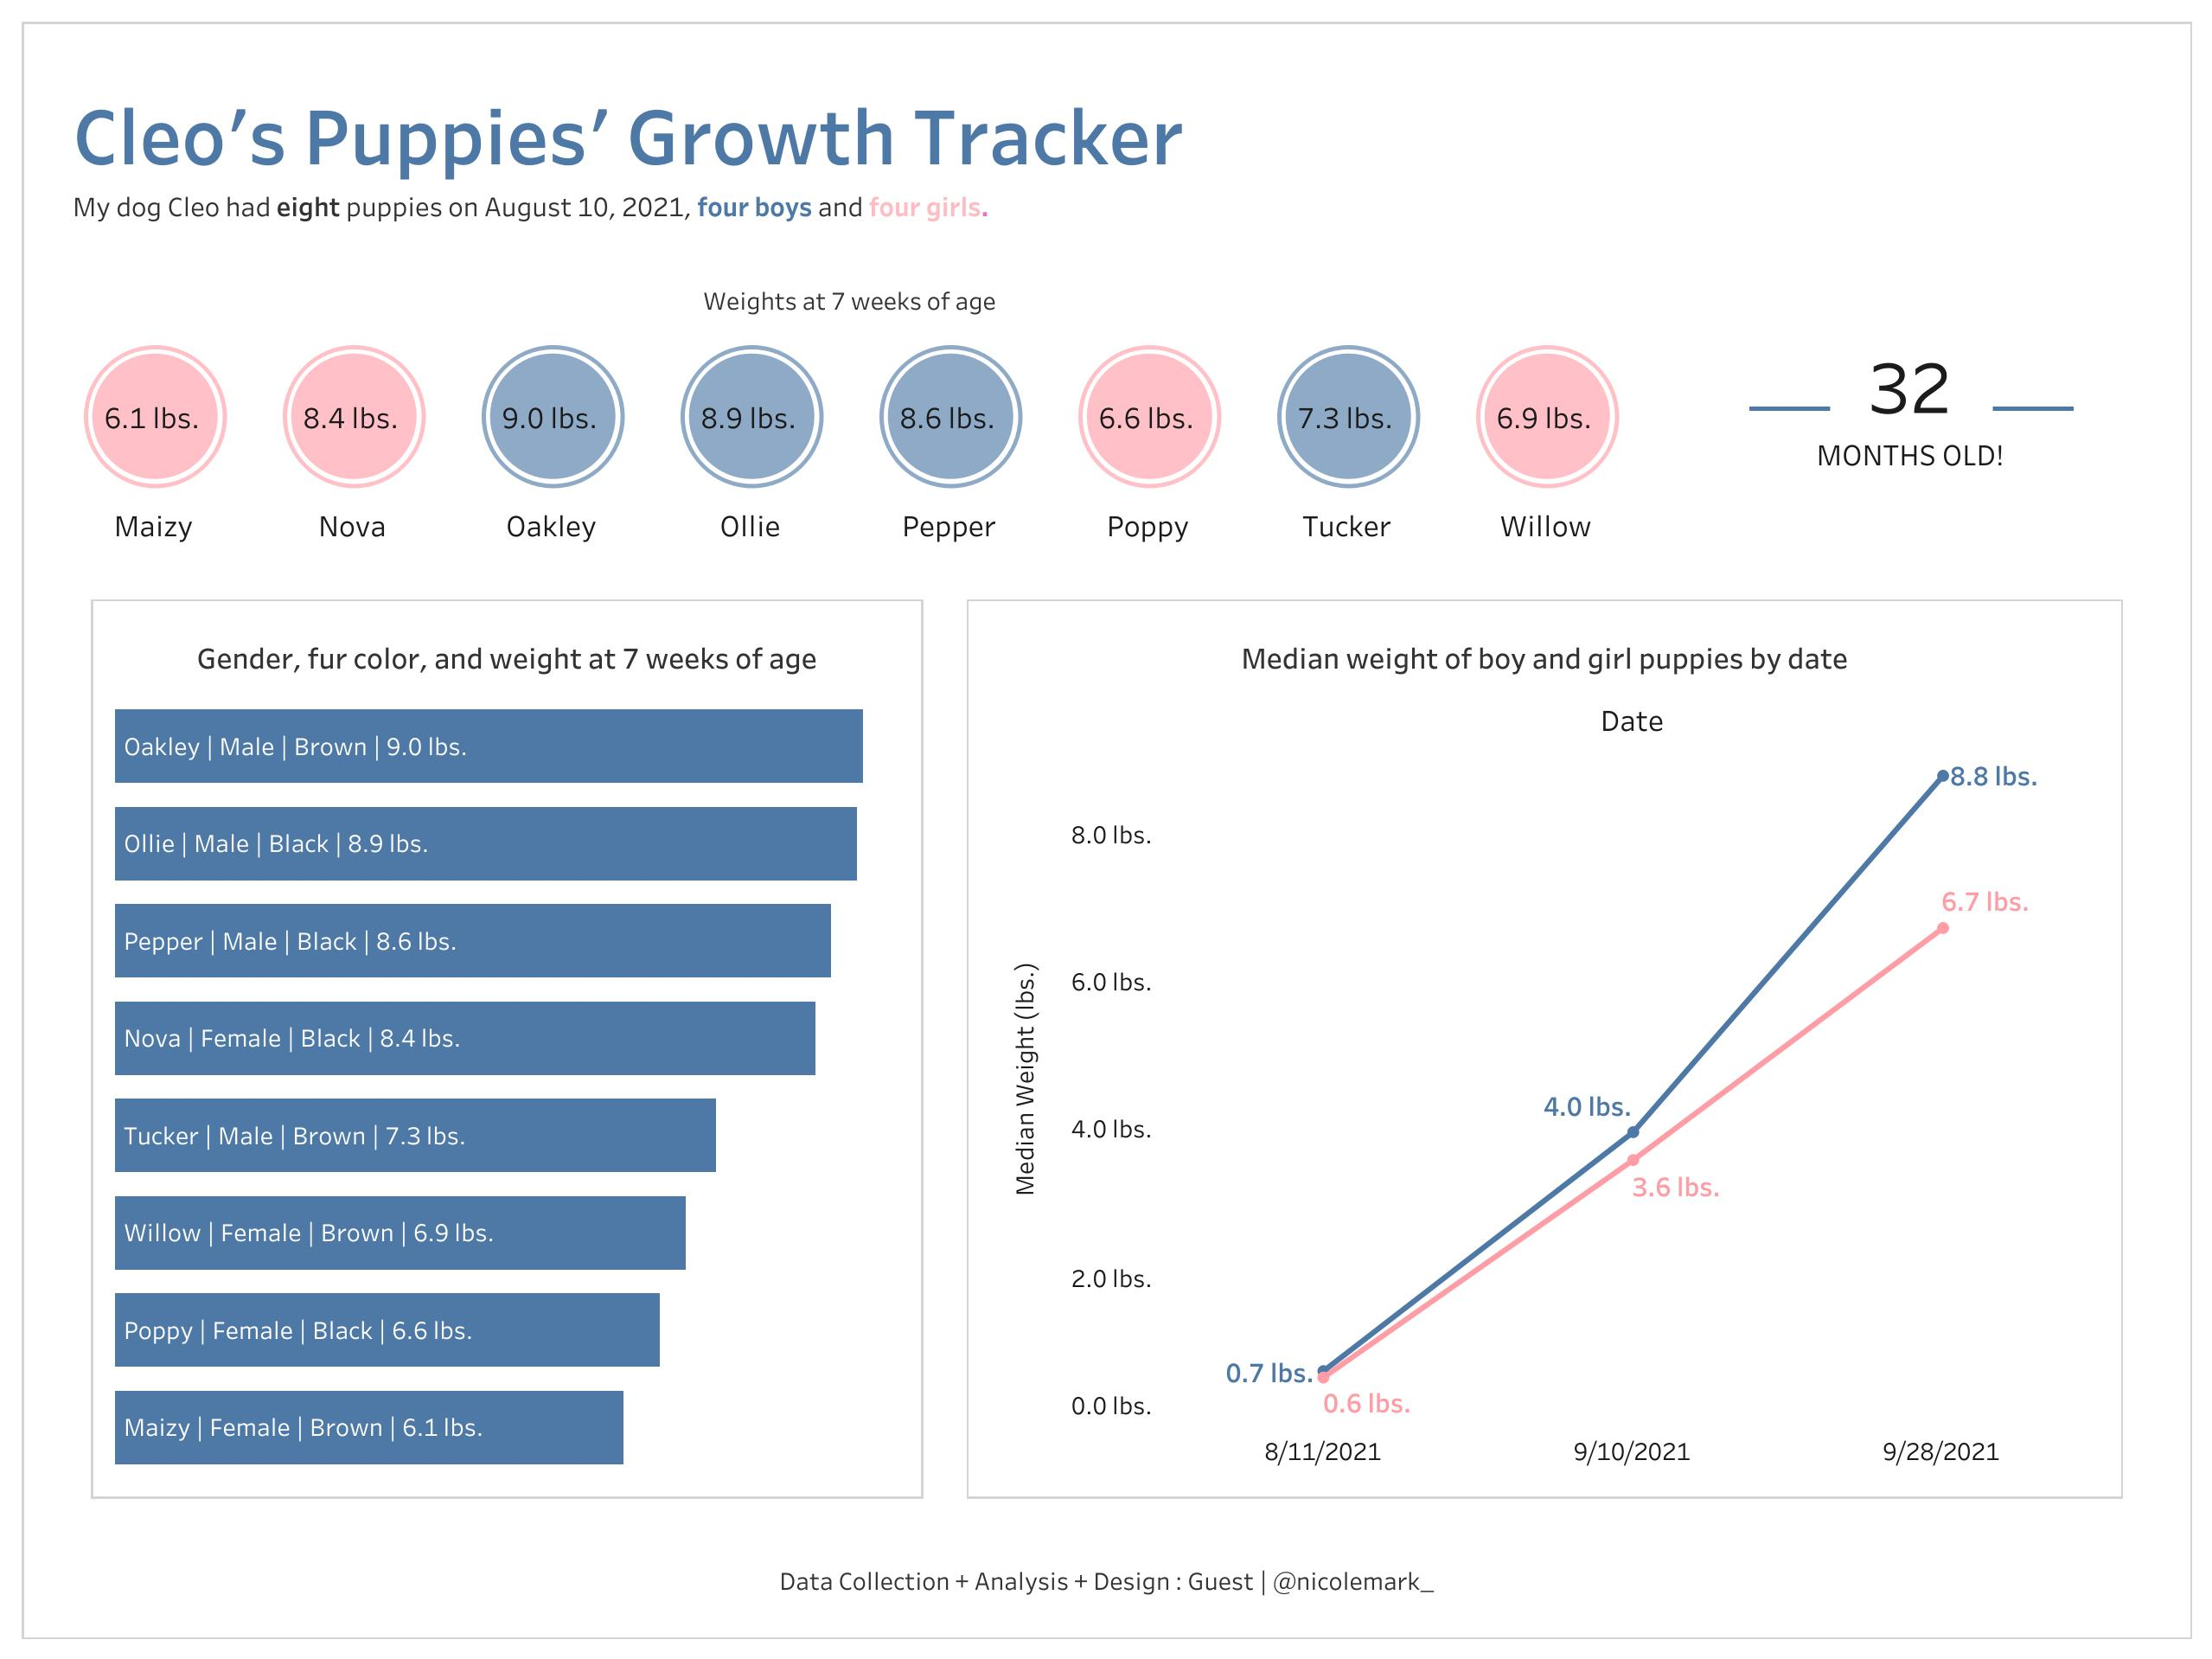 Cleo’s Puppies’ Growth Tracker
My dog Cleo had eight puppies on August 10, 2021, four boys and four girls.
Weights at 7 weeks of age
6.1 lbs. 8.4 lbs. 9.0 lbs. 8.9 lbs. 8.6 lbs. 6.6 lbs. 7.3 lbs. 6.9 lbs.
Maizy Nova Oakley Ollie Pepper Poppy Tucker Willow
32
MONTHS OLD!
Gender, fur color, and weight at 7 weeks of age
Oakley | Male | Brown | 9.0 lbs.
Ollie | Male | Black | 8.9 lbs.
Pepper | Male | Black | 8.6 lbs.
Nova | Female | Black | 8.4 lbs.
Tucker | Male | Brown | 7.3 lbs.
Willow | Female | Brown | 6.9 lbs.
Poppy | Female | Black | 6.6 lbs.
Maizy | Female | Brown | 6.1 lbs.
Median weight of boy and girl puppies by date
Date
Median Weight (lbs.)
8.0 lbs.
6.0 lbs.
4.0 lbs.
2.0 lbs.
0.0 lbs.
8.8 lbs.
6.7 lbs.
4.0 lbs.
3.6 lbs.
0.7 lbs.
0.6 lbs.
8/11/2021 9/10/2021 9/28/2021
Data Collection + Analysis + Design : Guest | @nicolemark_